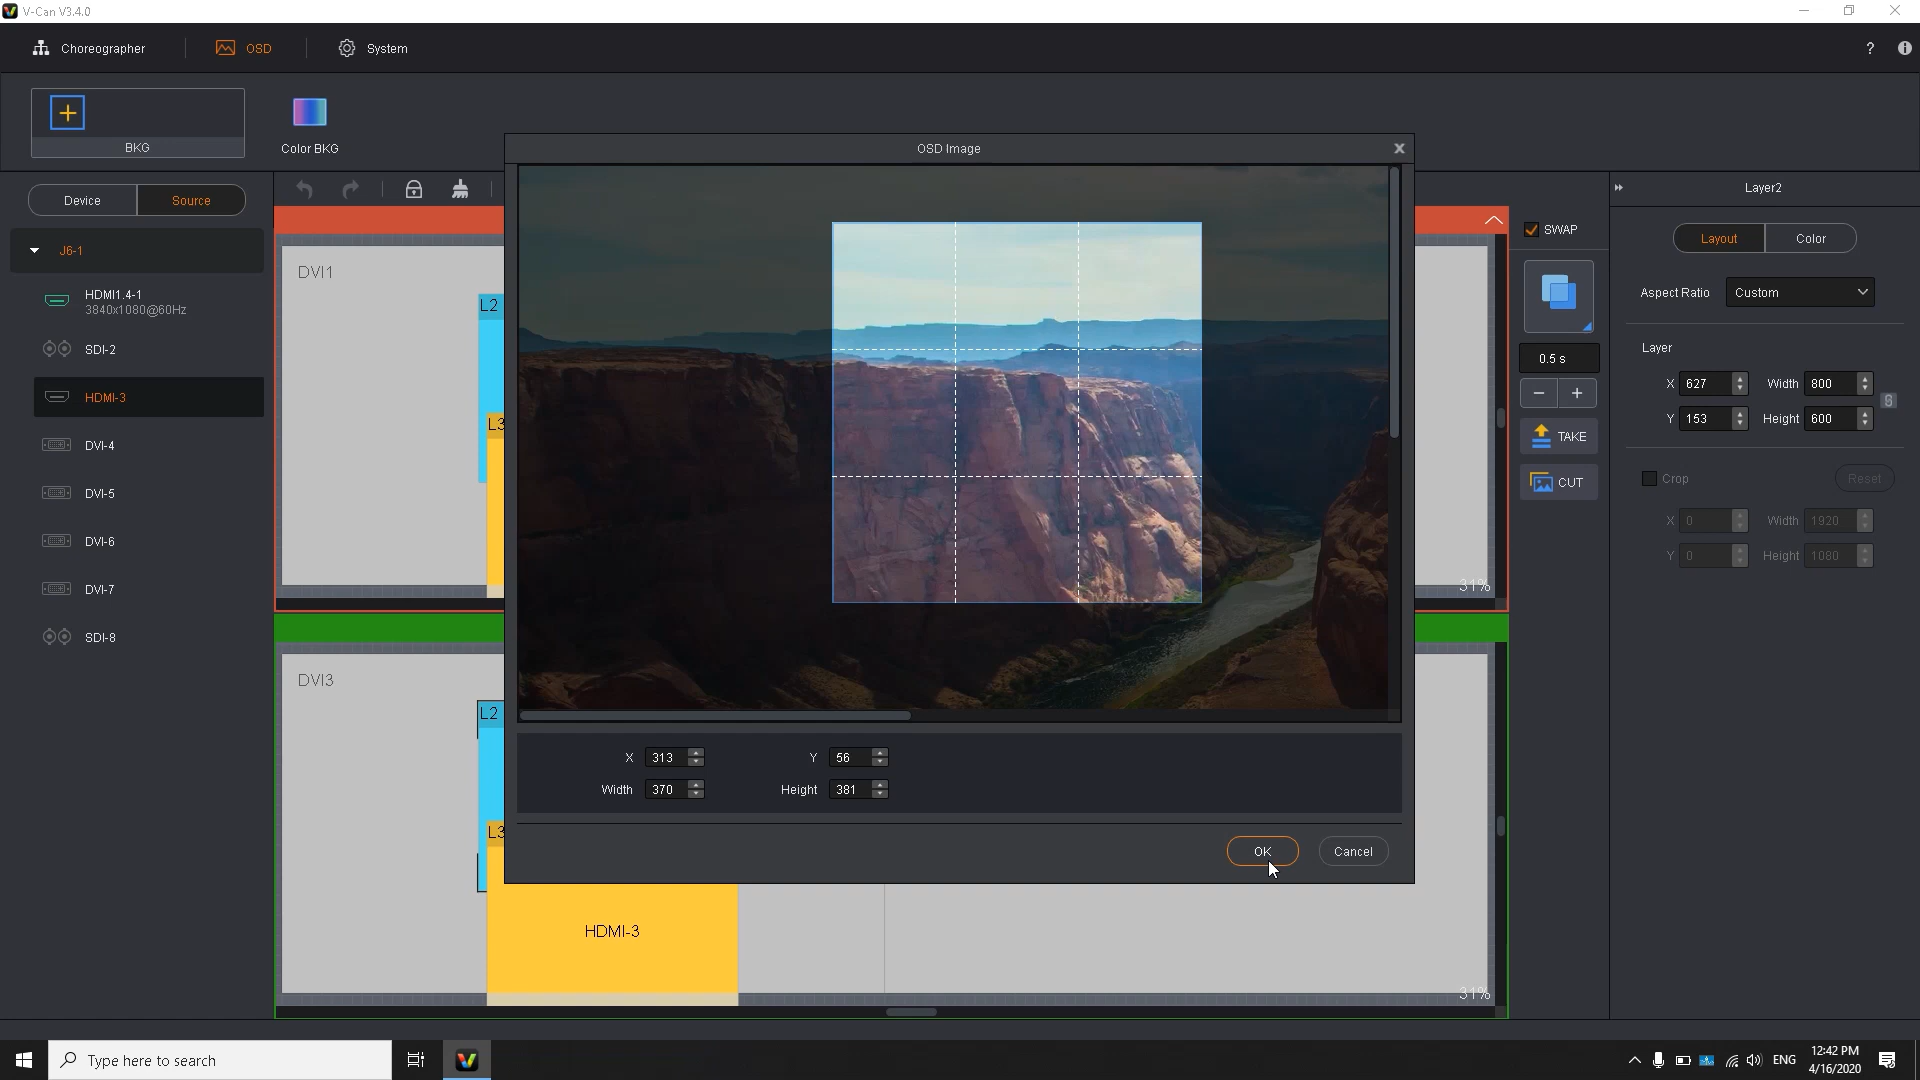 V-Can V3.4.0
Choreographer
OSD
System
?
BKG
Color BKG
OSD Image
Device
Source
J6-1
HDMI1.4-1
3840x1080@60Hz
SDI-2
HDMI-3
DVI-4
DVI-5
DVI-6
DVI-7
SDI-8
DVI1
L2
L3
31%
DVI3
L2
L3
HDMI-3
31%
X 313
Y 56
Width 370
Height 381
OK
Cancel
SWAP
0.5 s
TAKE
CUT
Layer2
Layout
Color
Aspect Ratio Custom
Layer
X 627 Width 800
Y 153 Height 600
Crop Reset
X 0 Width 1920
Y 0 Height 1080
Type here to search
ENG
12:42 PM
4/16/2020